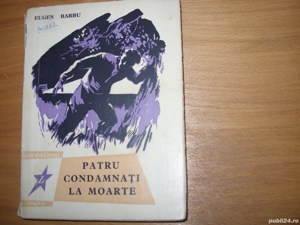 EUGEN BARBU
PATRU
CONDAMNAȚI
LA MOARTE
publi24.ro